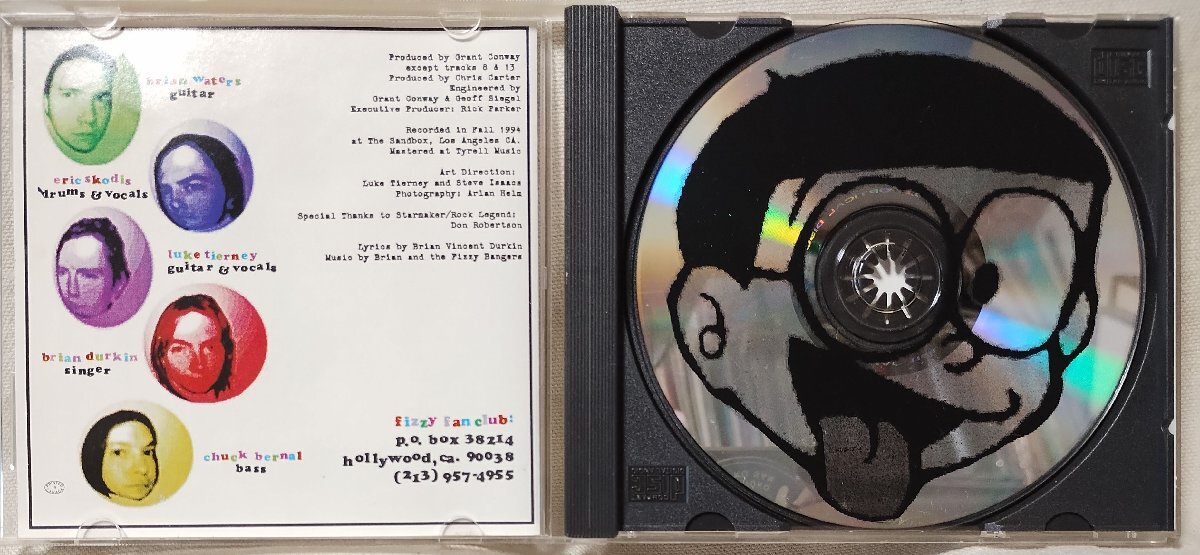 brian waters
guitar
eric skodis
drums & vocals
luke tierney
guitar & vocals
brian durkin
singer
chuck bernal
bass
Produced by Grant Conway
except tracks 8 & 13
Produced by Chris Carter
Engineered by
Grant Conway & Geoff Siegel
Executive Producer: Rick Parker
Recorded in Fall 1994
at The Sandbox, Los Angeles CA.
Mastered at Tyrell Music
Art Direction:
Luke Tierney and Steve Isaacs
Photography: Arlan Helm
Special Thanks to Starmaker/Rock Legend:
Don Robertson
Lyrics by Brian Vincent Durkin
Music by Brian and the Fizzy Bangers
fizzy fan club:
p.o. box 38214
hollywood, ca. 90038
(213) 957-4955